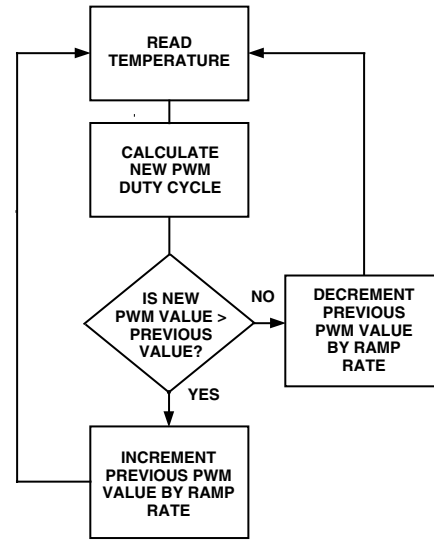 READ
TEMPERATURE
CALCULATE
NEW PWM
DUTY CYCLE
IS NEW
PWM VALUE >
PREVIOUS
VALUE?
NO
DECREMENT
PREVIOUS
PWM VALUE
BY RAMP
RATE
YES
INCREMENT
PREVIOUS PWM
VALUE BY RAMP
RATE